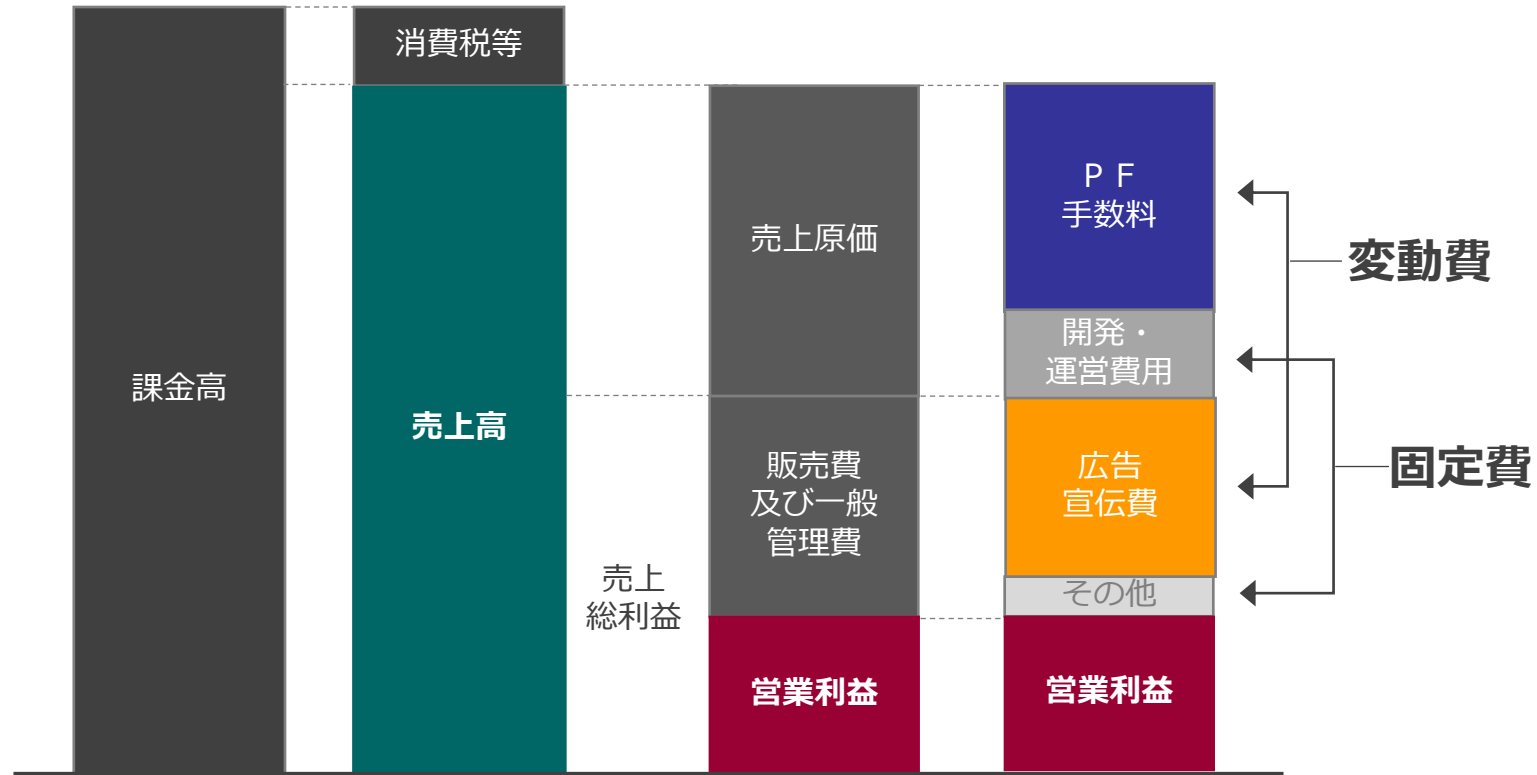 課金高
消費税等
売上高
売上
総利益
売上原価
販売費
及び一般
管理費
営業利益
ＰＦ
手数料
開発・
運営費用
広告
宣伝費
その他
営業利益
変動費
固定費